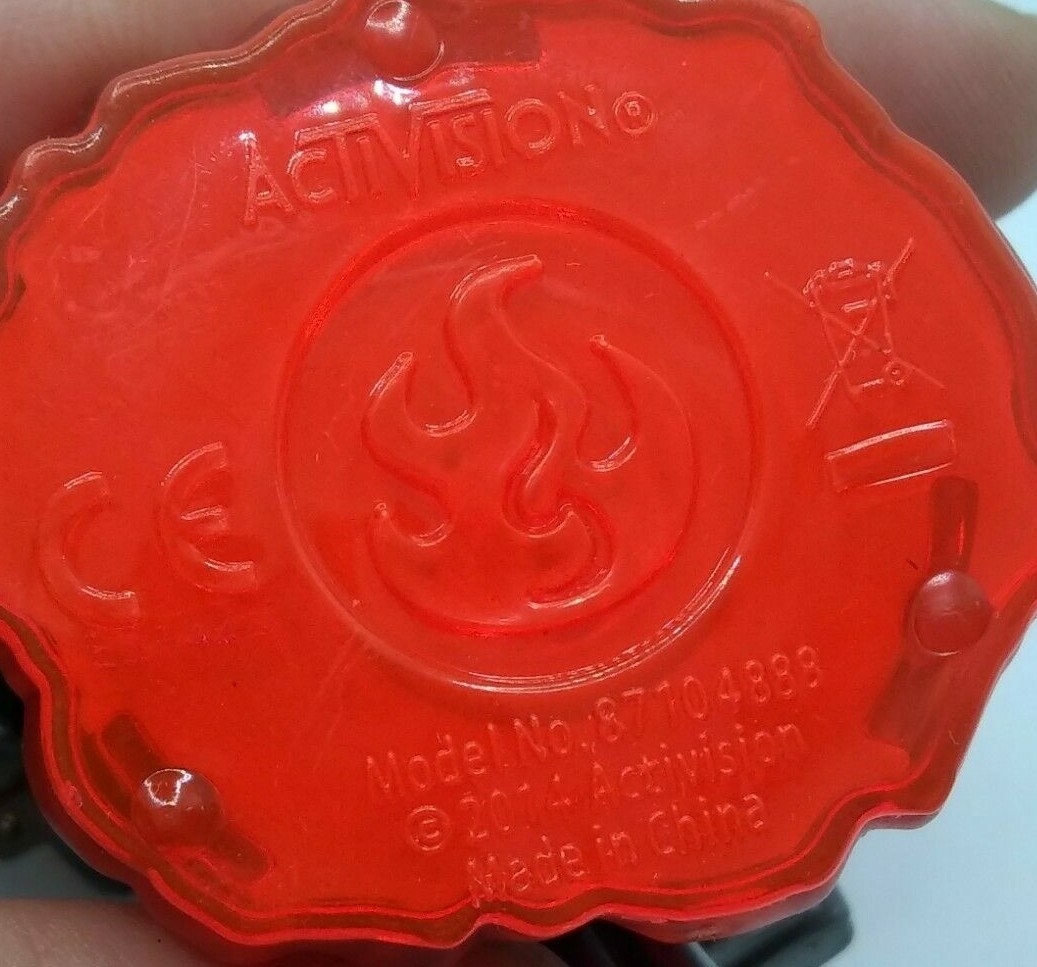 ACTIVISION®
CE
Model No. 87104888
© 2014 Activision
Made in China